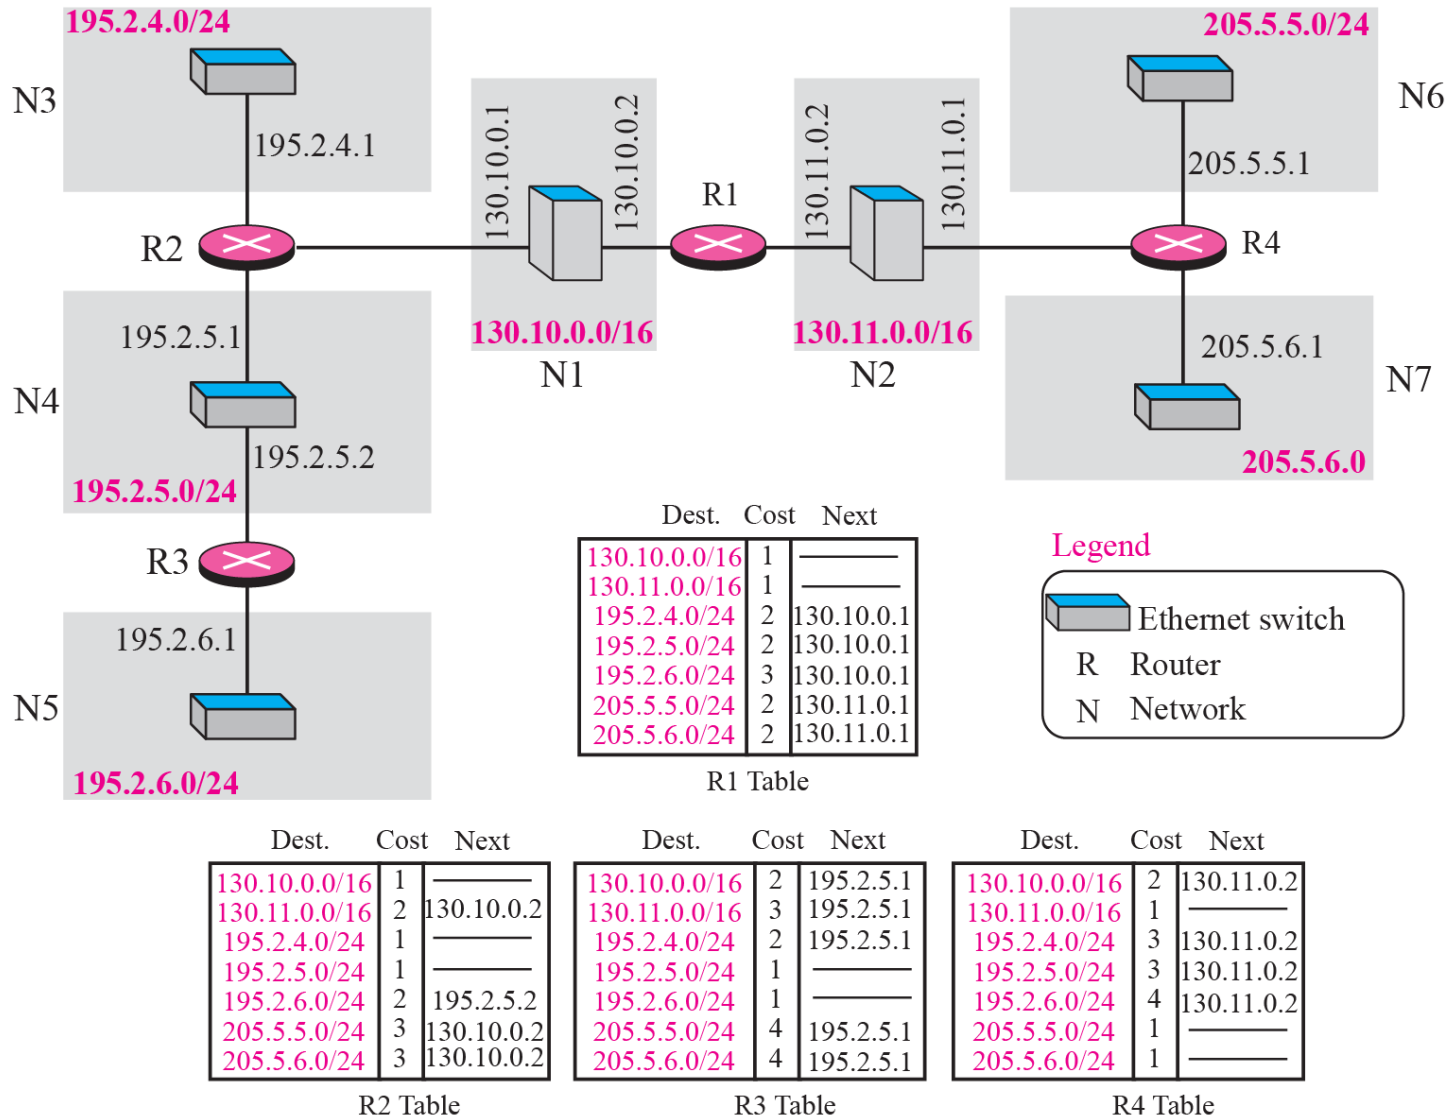 195.2.4.0/24
N3
195.2.4.1
R2
195.2.5.1
N4
195.2.5.2
195.2.5.0/24
R3
195.2.6.1
N5
195.2.6.0/24
130.10.0.1
130.10.0.2
130.10.0.0/16
N1
R1
130.11.0.2
130.11.0.1
130.11.0.0/16
N2
205.5.5.0/24
N6
205.5.5.1
R4
205.5.6.1
N7
205.5.6.0
Dest. Cost Next
130.10.0.0/16 1
130.11.0.0/16 1
195.2.4.0/24 2 130.10.0.1
195.2.5.0/24 2 130.10.0.1
195.2.6.0/24 3 130.10.0.1
205.5.5.0/24 2 130.11.0.1
205.5.6.0/24 2 130.11.0.1
R1 Table
Legend
Ethernet switch
R Router
N Network
Dest. Cost Next
130.10.0.0/16 1
130.11.0.0/16 2 130.10.0.2
195.2.4.0/24 1
195.2.5.0/24 1
195.2.6.0/24 2 195.2.5.2
205.5.5.0/24 3 130.10.0.2
205.5.6.0/24 3 130.10.0.2
R2 Table
Dest. Cost Next
130.10.0.0/16 2 195.2.5.1
130.11.0.0/16 3 195.2.5.1
195.2.4.0/24 2 195.2.5.1
195.2.5.0/24 1
195.2.6.0/24 1
205.5.5.0/24 4 195.2.5.1
205.5.6.0/24 4 195.2.5.1
R3 Table
Dest. Cost Next
130.10.0.0/16 2 130.11.0.2
130.11.0.0/16 1
195.2.4.0/24 3 130.11.0.2
195.2.5.0/24 3 130.11.0.2
195.2.6.0/24 4 130.11.0.2
205.5.5.0/24 1
205.5.6.0/24 1
R4 Table